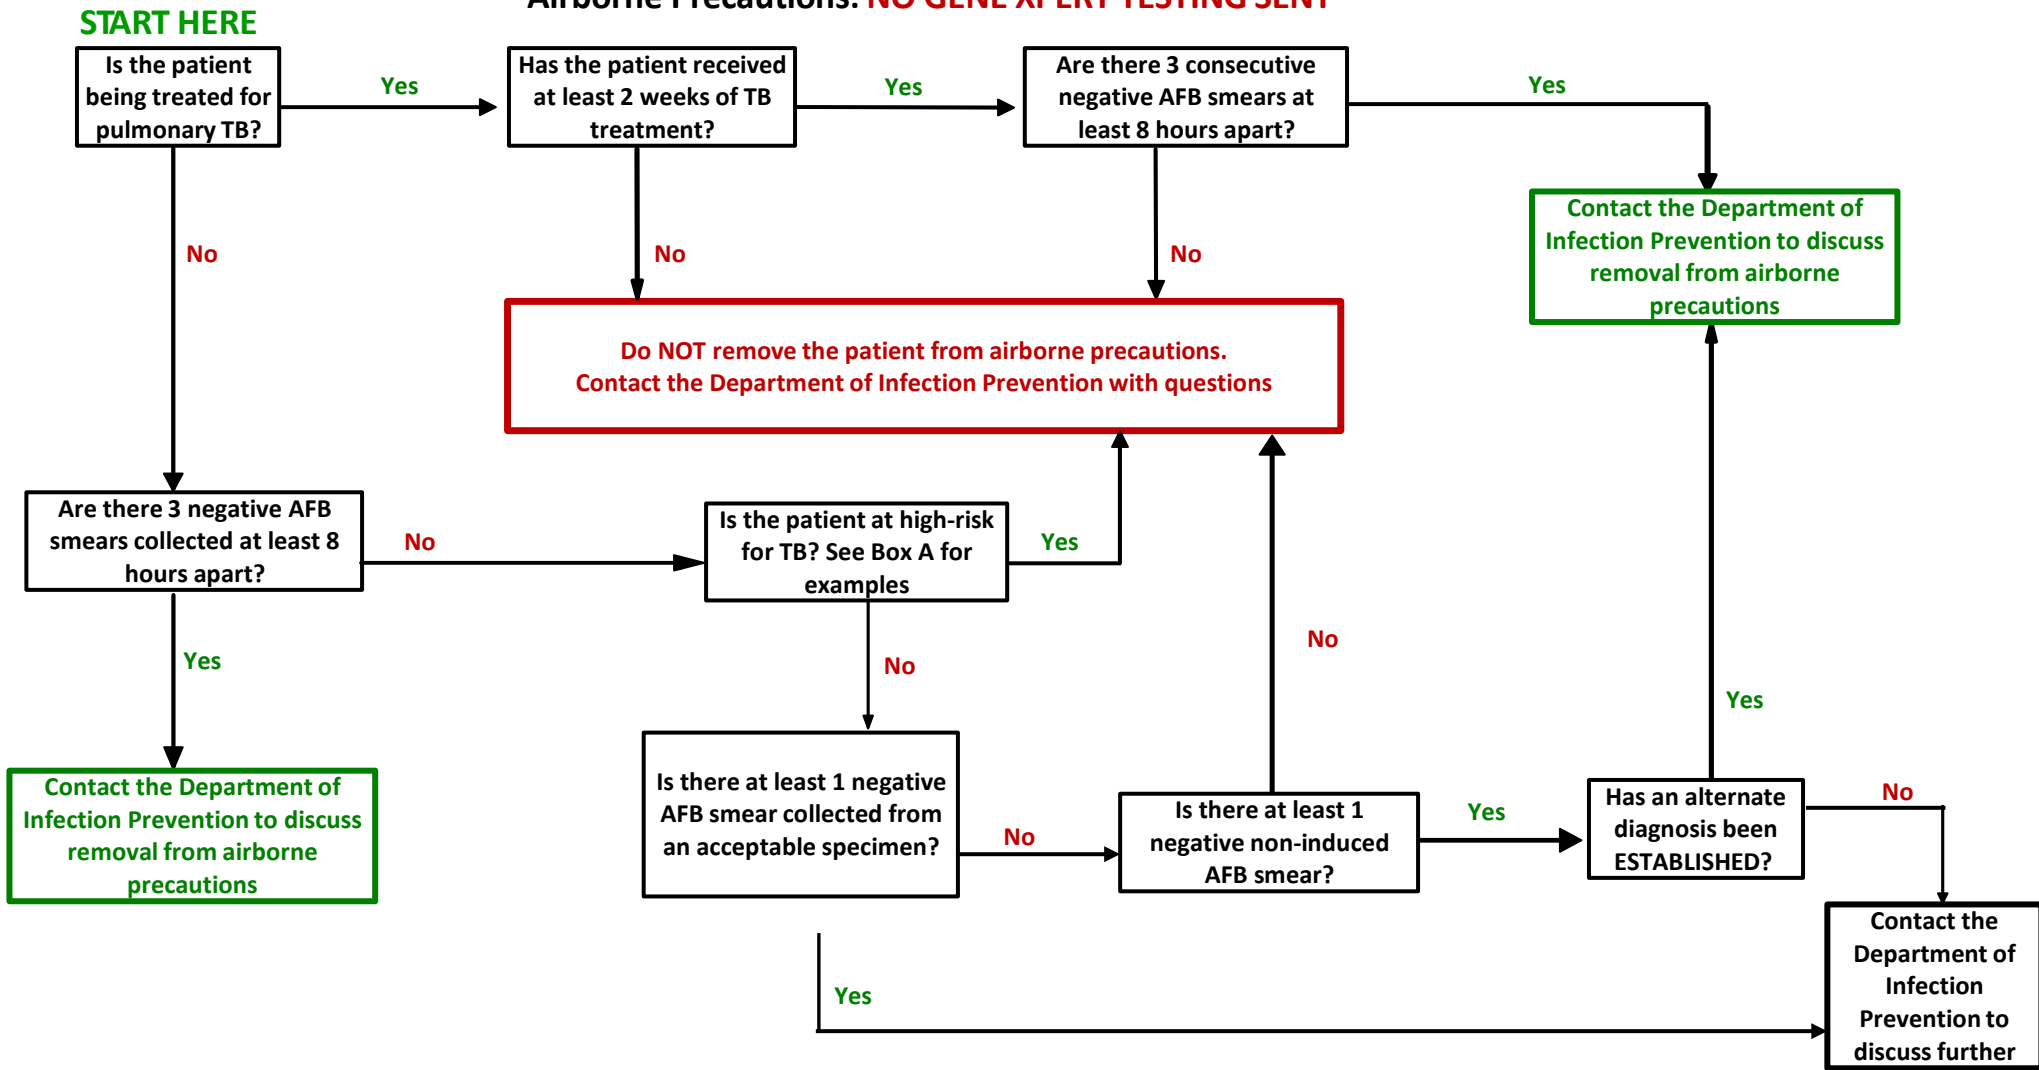 Airborne Precautions: NO GENE XPERT TESTING SENT
START HERE
Is the patient
being treated for
pulmonary TB?
Yes
Has the patient received
at least 2 weeks of TB
treatment?
Yes
Are there 3 consecutive
negative AFB smears at
least 8 hours apart?
Yes
No
No
No
Contact the Department of
Infection Prevention to discuss
removal from airborne
precautions
Do NOT remove the patient from airborne precautions.
Contact the Department of Infection Prevention with questions
Are there 3 negative AFB
smears collected at least 8
hours apart?
No
Is the patient at high-risk
for TB? See Box A for
examples
Yes
No
Yes
No
Yes
Contact the Department of
Infection Prevention to discuss
removal from airborne
precautions
Is there at least 1 negative
AFB smear collected from
an acceptable specimen?
No
Is there at least 1
negative non-induced
AFB smear?
Yes
Has an alternate
diagnosis been
ESTABLISHED?
No
Yes
Contact the
Department of
Infection
Prevention to
discuss further